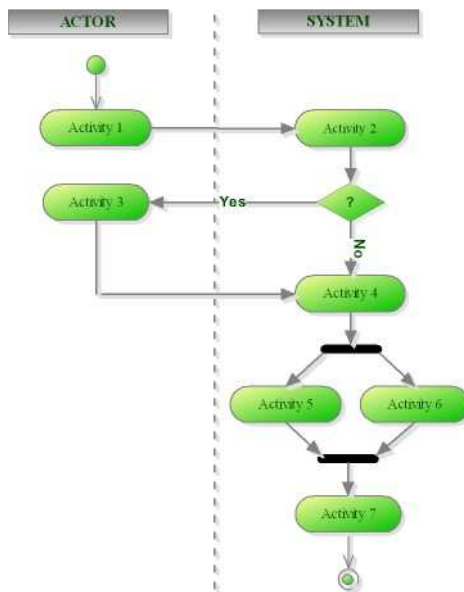 ACTOR
SYSTEM
Activity 1
Activity 2
Activity 3
Yes
?
No
Activity 4
Activity 5
Activity 6
Activity 7